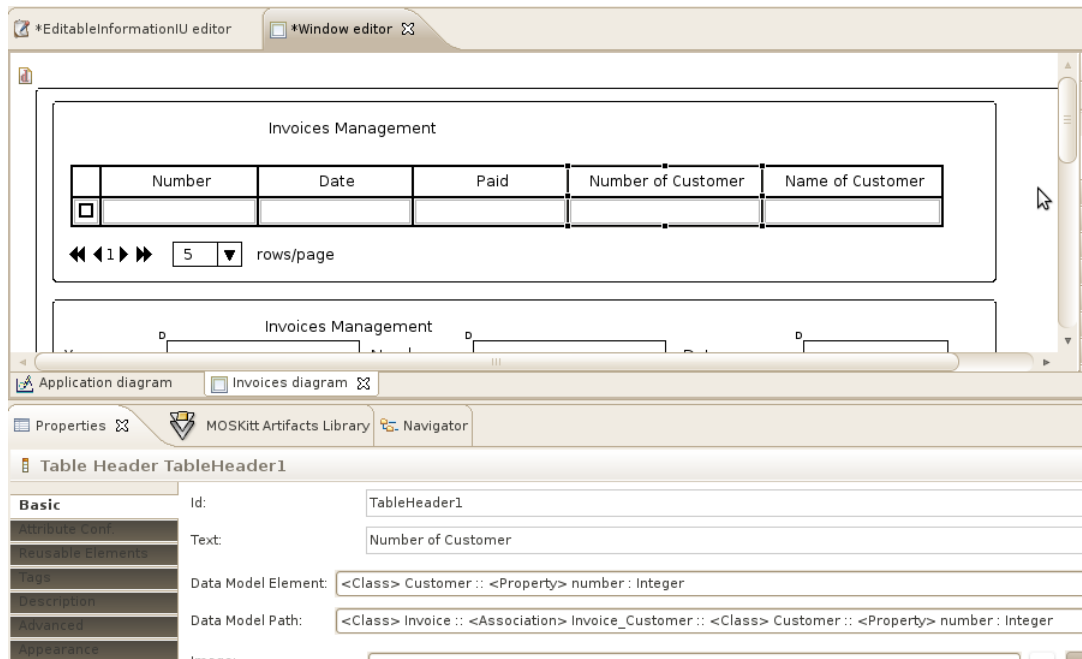 *EditableInformationIU editor
*Window editor
Invoices Management
Number Date Paid Number of Customer Name of Customer
1 5 rows/page
Invoices Management
D D D
Application diagram Invoices diagram
Properties MOSKitt Artifacts Library Navigator
Table Header TableHeader1
Basic
Id: TableHeader1
Attribute Conf.
Text: Number of Customer
Reusable Elements
Tags
Data Model Element: <Class> Customer :: <Property> number : Integer
Description
Advanced
Data Model Path: <Class> Invoice :: <Association> Invoice_Customer :: <Class> Customer :: <Property> number : Integer
Appearance